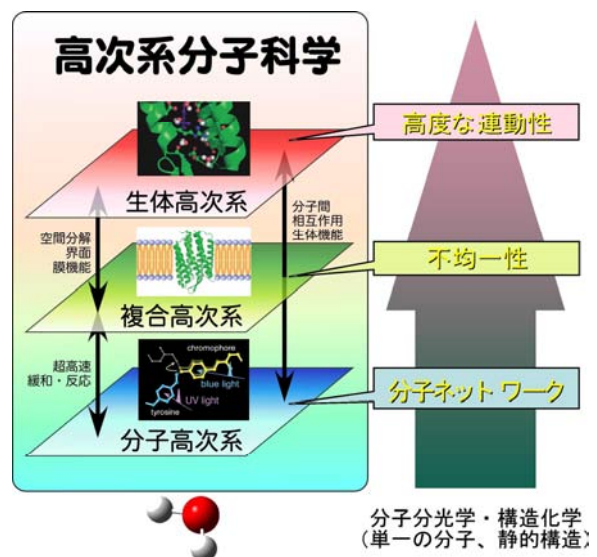 高次系分子科学
高度な連動性
生体高次系
分子間
相互作用
生体機能
空間分解
界面
膜機能
不均一性
複合高次系
超高速
緩和・反応
chromophore
blue light
UV light
tyrosine
分子ネットワーク
分子高次系
分子分光学・構造化学
(単一の分子、静的構造)